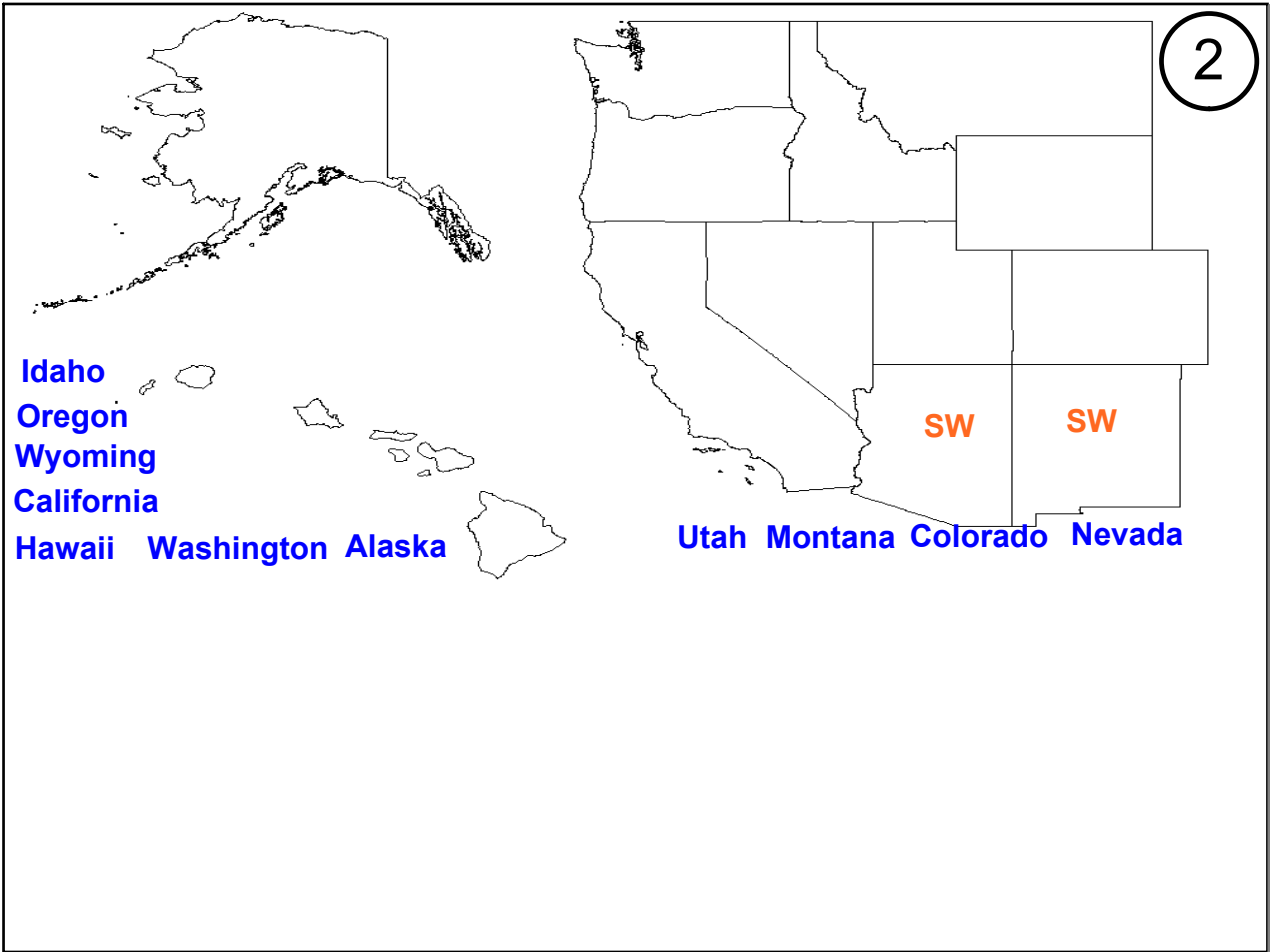 2
Idaho
Oregon
Wyoming
California
Hawaii Washington Alaska
SW SW
Utah Montana Colorado Nevada